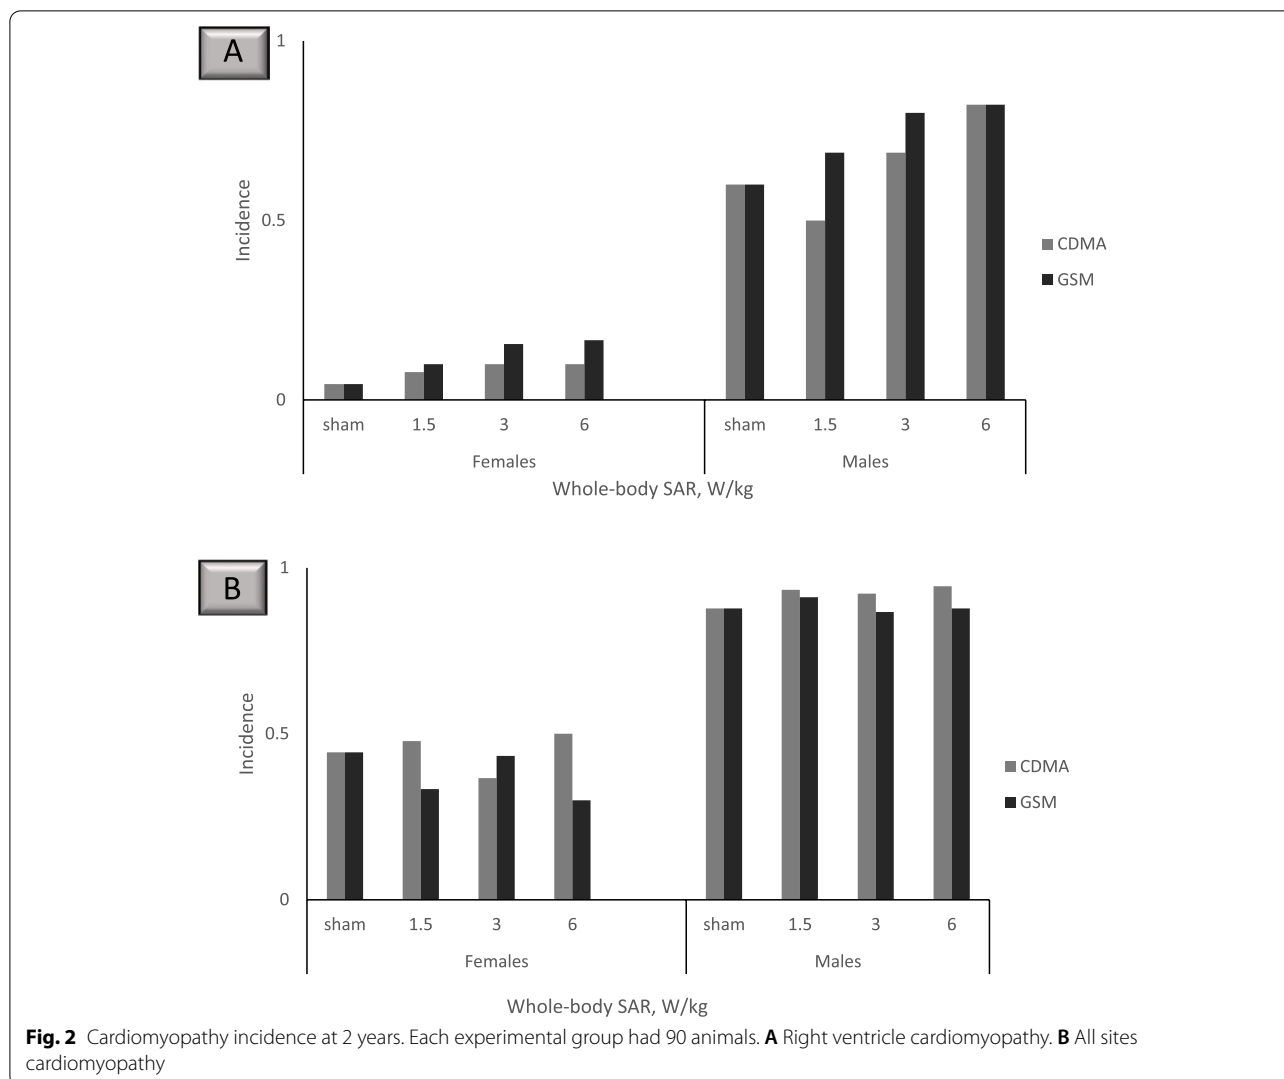 A
1
0.5
0
Incidence
sham 1.5 3 6 sham 1.5 3 6
Females Males
Whole-body SAR, W/kg
CDMA
GSM
B
1
0.5
0
Incidence
sham 1.5 3 6 sham 1.5 3 6
Females Males
Whole-body SAR, W/kg
CDMA
GSM
Fig. 2 Cardiomyopathy incidence at 2 years. Each experimental group had 90 animals. A Right ventricle cardiomyopathy. B All sites
cardiomyopathy